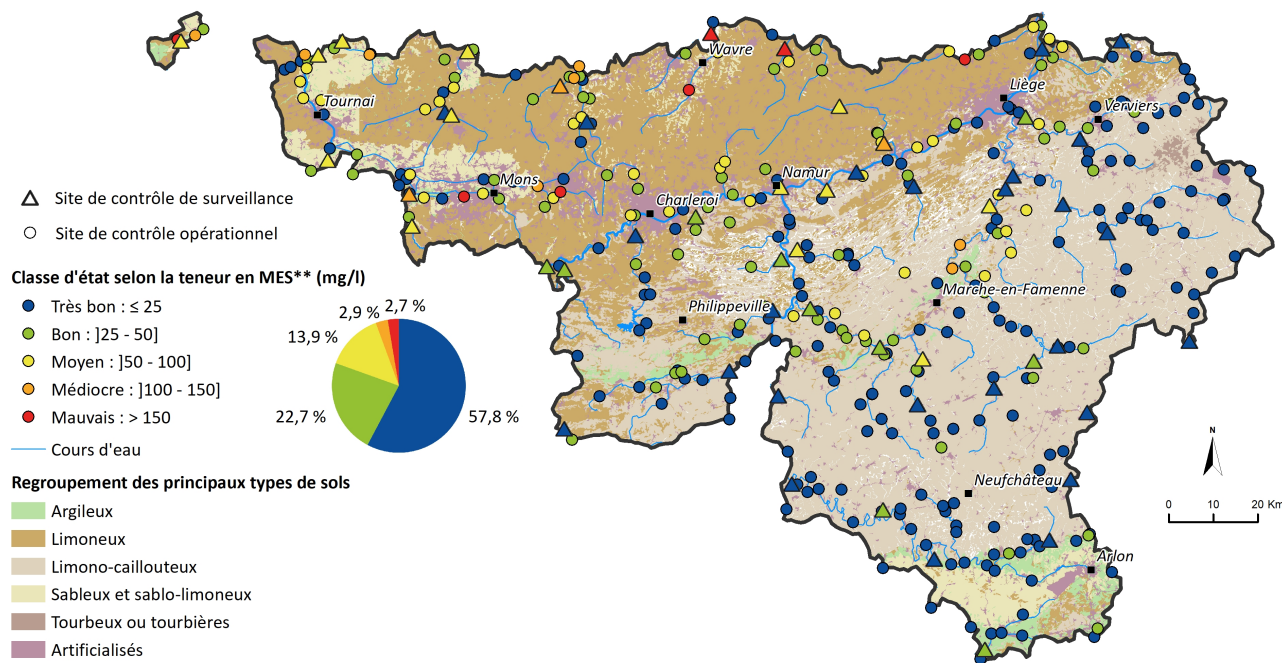 Wavre
Liège
Tournai
Verviers
Mons
Namur
Charleroi
Site de contrôle de surveillance
Site de contrôle opérationnel
Classe d'état selon la teneur en MES** (mg/l)
Très bon : ≤ 25
Bon : ]25 - 50]
Moyen : ]50 - 100]
Médiocre : ]100 - 150]
Mauvais : > 150
Cours d'eau
2,9 %
2,7 %
13,9 %
22,7 %
57,8 %
Marche-en-Famenne
Philippeville
Regroupement des principaux types de sols
Argileux
Limoneux
Limono-caillouteux
Sableux et sablo-limoneux
Tourbeux ou tourbières
Artificialisés
Neufchâteau
Arlon
N
0 10 20 Km